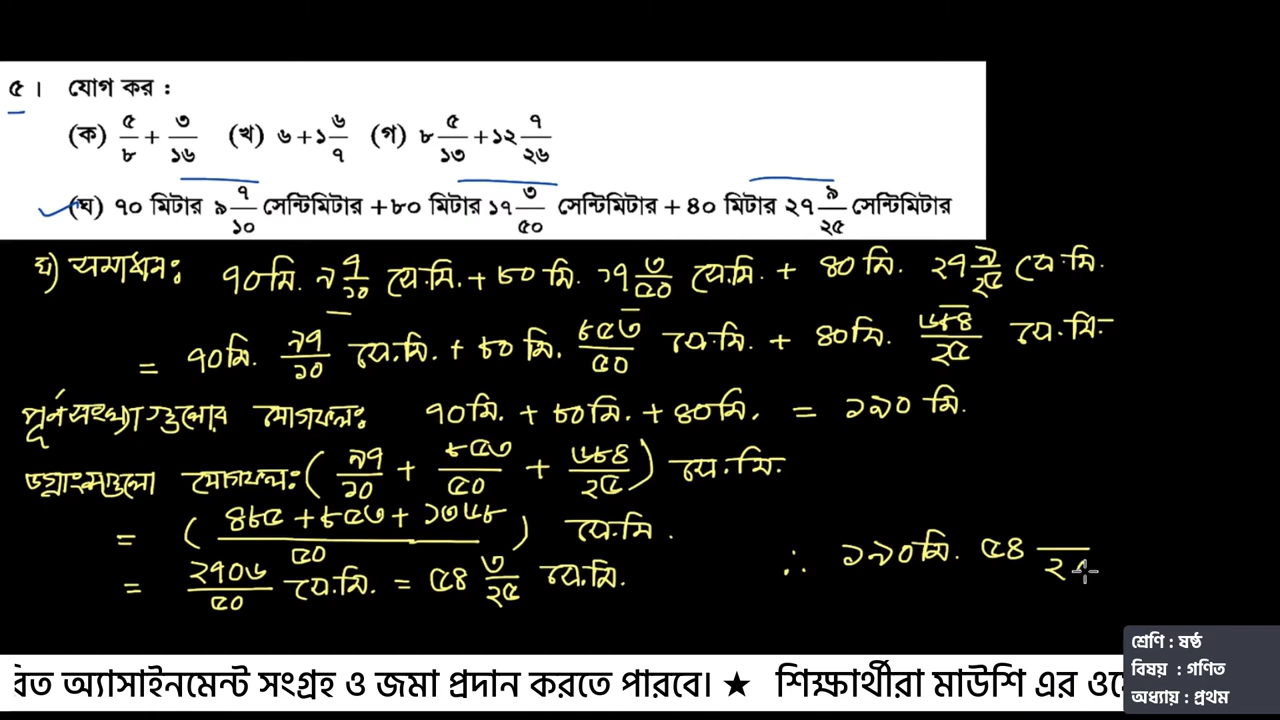 ৫। যোগ কর :
(ক) ৫/৮ + ৩/১৬ (খ) ৬ + ১ ৬/৭ (গ) ৮ ৫/১৩ + ১২ ৭/২৬
(ঘ) ৭০ মিটার ৯ ৭/১০ সেন্টিমিটার + ৮০ মিটার ১৭ ৩/৫০ সেন্টিমিটার + ৪০ মিটার ২৭ ৯/২৫ সেন্টিমিটার
ঘ) সমাধান: ৭০মি. ৯ ৭/১০ সে.মি. + ৮০ মি. ১৭ ৩/৫০ সে.মি. + ৪০ মি. ২৭ ৯/২৫ সে.মি.
= ৭০মি. ৯৭/১০ সে.মি. + ৮০ মি. ৮৫৩/৫০ সে.মি. + ৪০মি. ৬৮৪/২৫ সে.মি.
পূর্নসংখ্যাগুলোর যোগফল: ৭০মি. + ৮০মি. + ৪০মি. = ১৯০ মি.
ভগ্নাংশগুলো যোগফল: (৯৭/১০ + ৮৫৩/৫০ + ৬৮৪/২৫) সে.মি.
= (৪৮৫ + ৮৫৩ + ১৩৬৮/৫০) সে.মি.
= ২৭০৬/৫০ সে.মি. = ৫৪ ৩/২৫ সে.মি.
∴ ১৯০মি. ৫৪ /২
শ্রেণি : ষষ্ঠ
বিষয় : গণিত
অধ্যায় : প্রথম
অ্যাসাইনমেন্ট সংগ্রহ ও জমা প্রদান করতে পারবে। ★ শিক্ষার্থীরা মাউশি এর